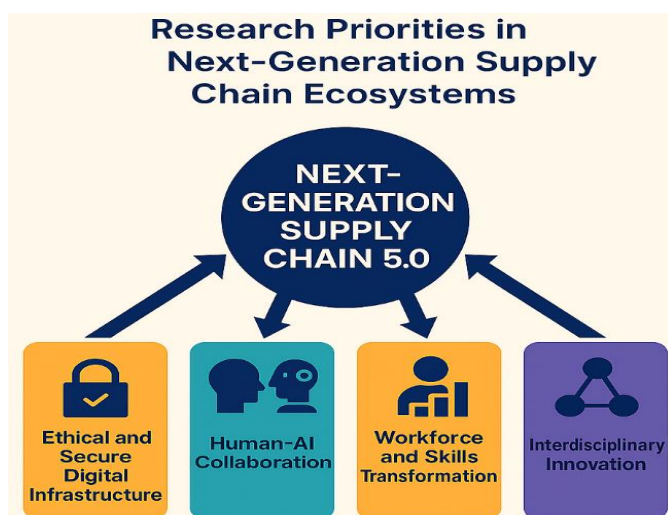 Research Priorities in
Next-Generation Supply
Chain Ecosystems
NEXT-
GENERATION
SUPPLY
CHAIN 5.0
Ethical and
Secure
Digital
Infrastructure
Human-AI
Collaboration
Workforce
and Skills
Transformation
Interdisciplinary
Innovation